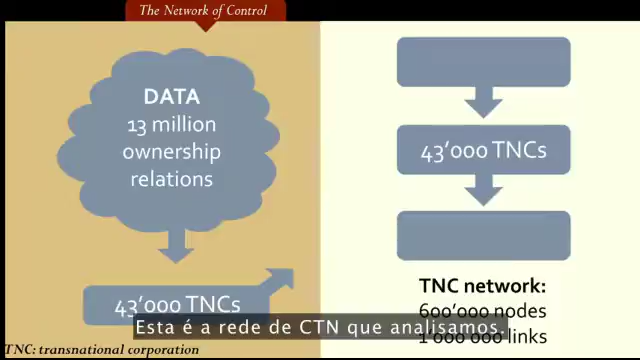 The Network of Control
DATA
13 million
ownership
relations
43'000 TNCs
43'000 TNCs
TNC network:
600'000 nodes
1'000 000 links
Esta é a rede de CTN que analisamos.
TNC: transnational corporation